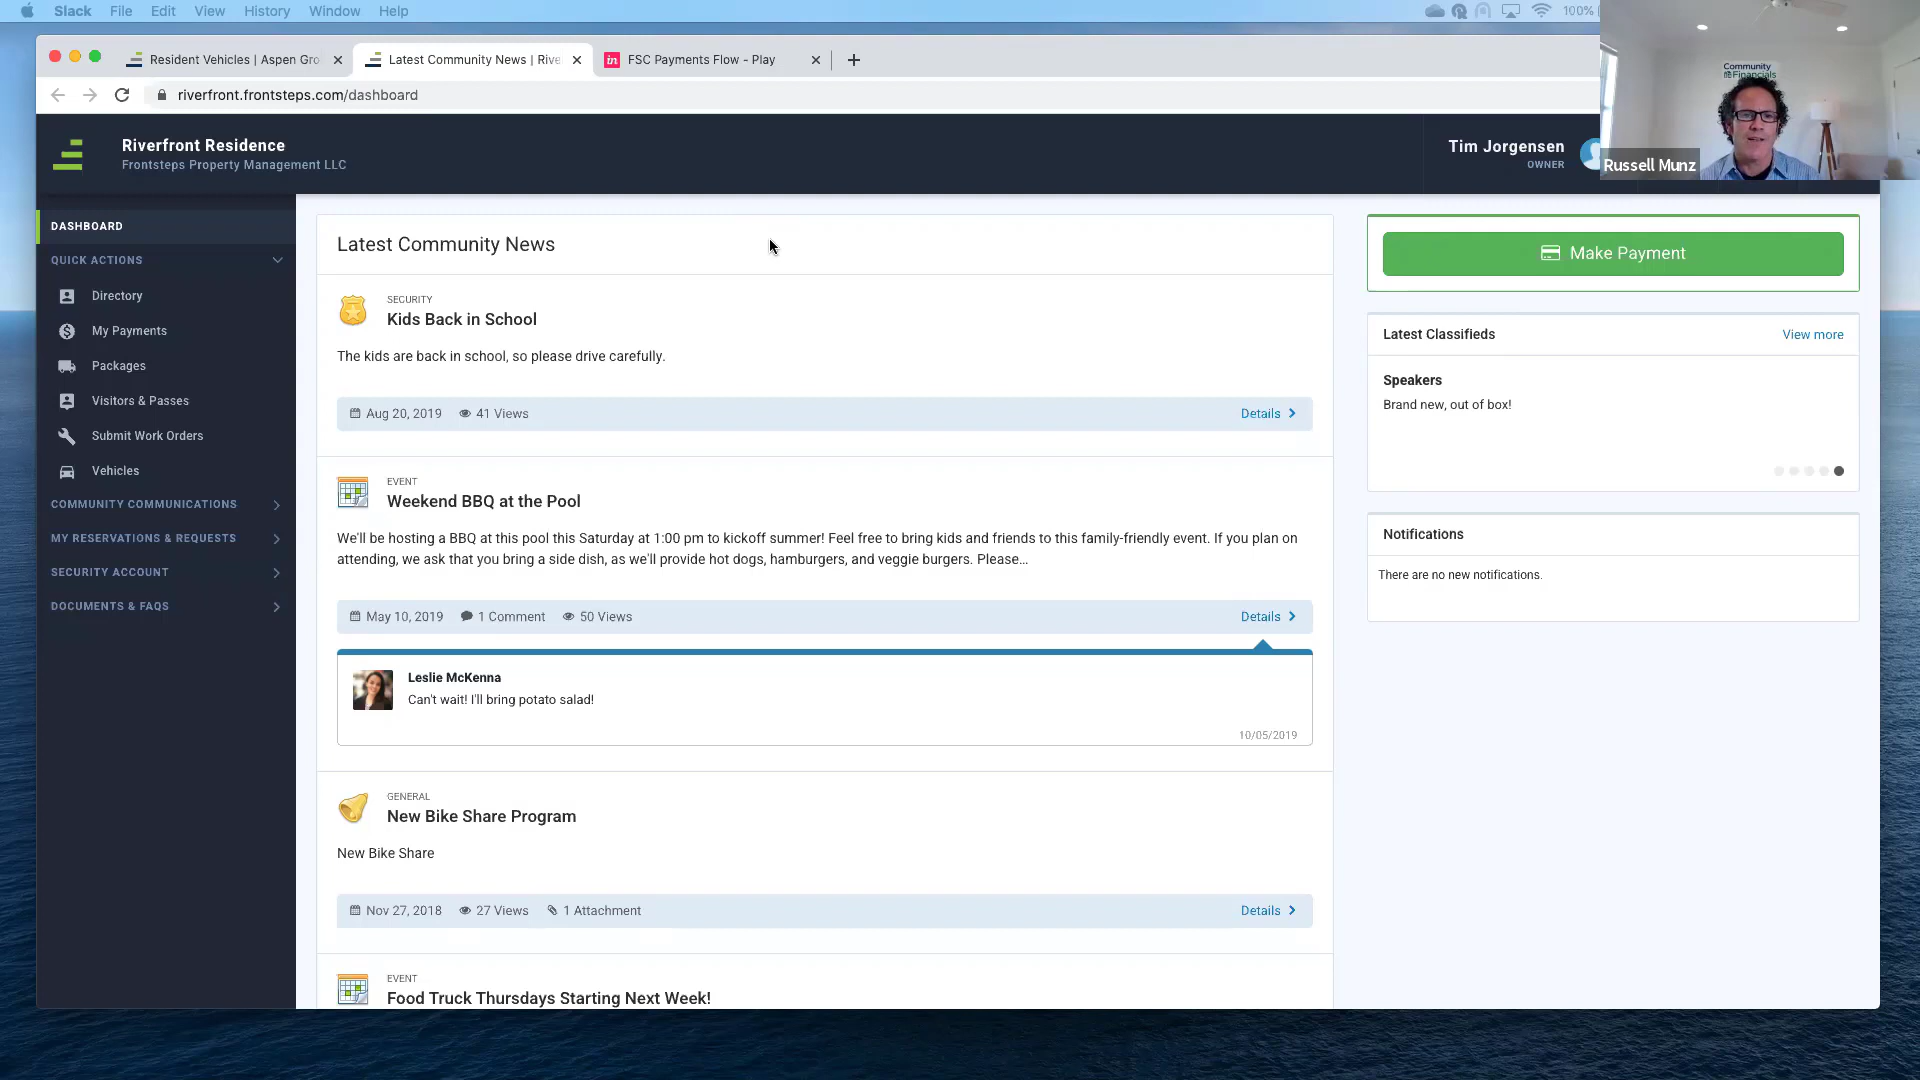 Slack File Edit View History Window Help 100%
Resident Vehicles | Aspen Gro
Latest Community News | Rive
in FSC Payments Flow - Play
riverfront.frontsteps.com/dashboard
Community
Financials
Russell Munz
Riverfront Residence
Frontsteps Property Management LLC
Tim Jorgensen
OWNER
DASHBOARD
QUICK ACTIONS
Directory
My Payments
Packages
Visitors & Passes
Submit Work Orders
Vehicles
COMMUNITY COMMUNICATIONS
MY RESERVATIONS & REQUESTS
SECURITY ACCOUNT
DOCUMENTS & FAQS
Latest Community News
SECURITY
Kids Back in School
The kids are back in school, so please drive carefully.
Aug 20, 2019 41 Views Details
EVENT
Weekend BBQ at the Pool
We'll be hosting a BBQ at this pool this Saturday at 1:00 pm to kickoff summer! Feel free to bring kids and friends to this family-friendly event. If you plan on
attending, we ask that you bring a side dish, as we'll provide hot dogs, hamburgers, and veggie burgers. Please...
May 10, 2019 1 Comment 50 Views Details
Leslie McKenna
Can't wait! I'll bring potato salad!
10/05/2019
GENERAL
New Bike Share Program
New Bike Share
Nov 27, 2018 27 Views 1 Attachment Details
EVENT
Food Truck Thursdays Starting Next Week!
Make Payment
Latest Classifieds View more
Speakers
Brand new, out of box!
Notifications
There are no new notifications.